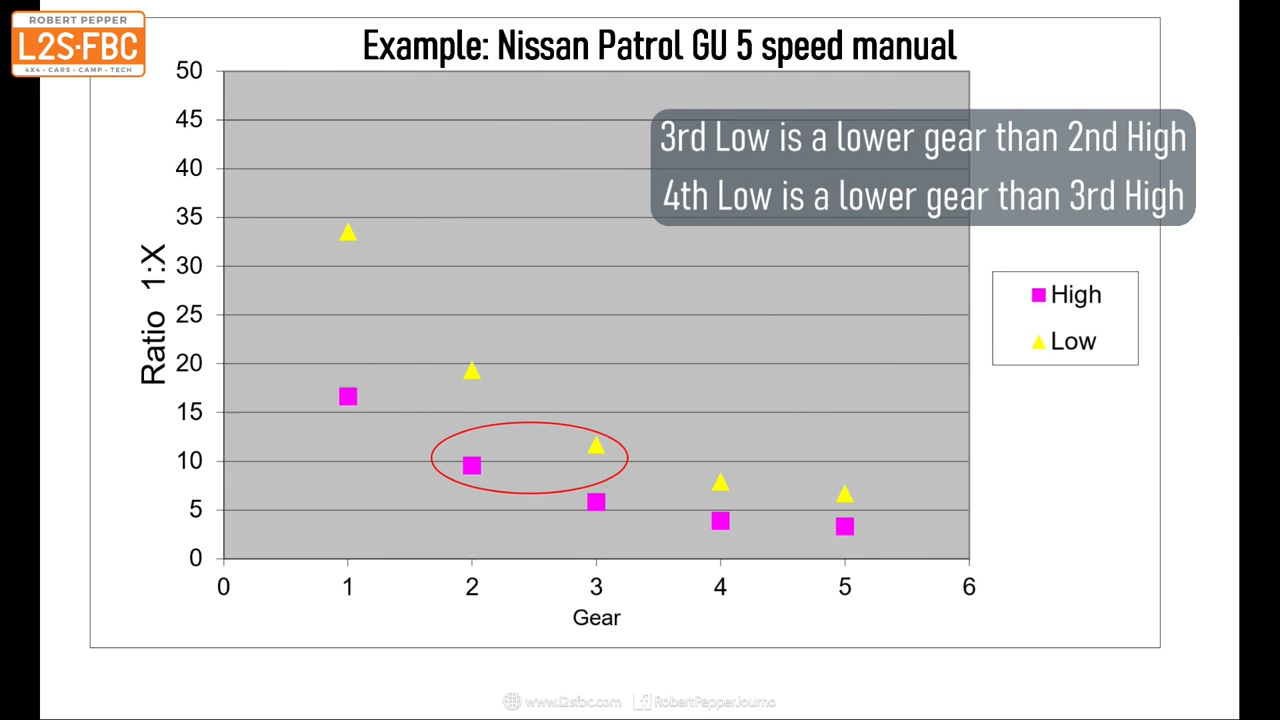 ROBERT PEPPER
L2S·FBC
4X4 • CARS • CAMP • TECH
Example: Nissan Patrol GU 5 speed manual
3rd Low is a lower gear than 2nd High
4th Low is a lower gear than 3rd High
Ratio 1:X
50
45
40
35
30
25
20
15
10
5
0
0 1 2 3 4 5 6
Gear
High
Low
www.l2sfbc.com RobertPepperJourno